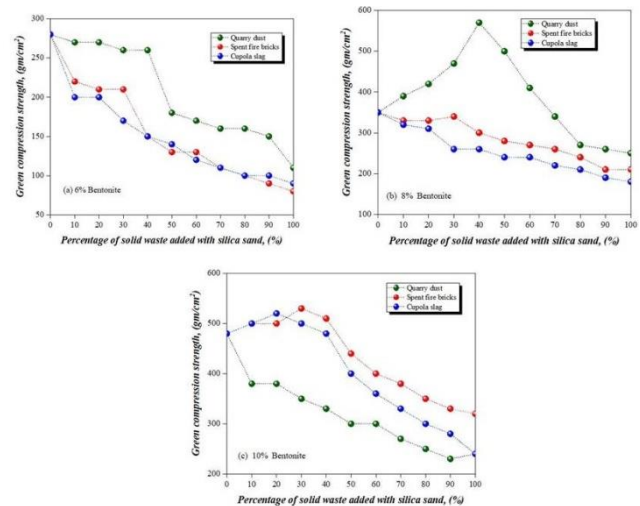 Green compression strength, (gm/cm²)
300
250
200
150
100
50
Quarry dust
Spent fire bricks
Cupola slag
(a) 6% Bentonite
0 10 20 30 40 50 60 70 80 90 100
Percentage of solid waste added with silica sand, (%)
Green compression strength, (gm/cm²)
600
500
400
300
200
100
Quarry dust
Spent fire bricks
Cupola slag
(b) 8% Bentonite
0 10 20 30 40 50 60 70 80 90 100
Percentage of solid waste added with silica sand, (%)
Green compression strength, (gm/cm²)
600
500
400
300
200
Quarry dust
Spent fire bricks
Cupola slag
(c) 10% Bentonite
0 10 20 30 40 50 60 70 80 90 100
Percentage of solid waste added with silica sand, (%)